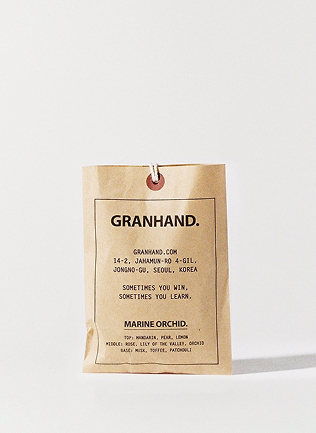 GRANHAND.
GRANHAND.COM
14-2, JAHAMUN-RO 4-GIL,
JONGNO-GU, SEOUL, KOREA
SOMETIMES YOU WIN,
SOMETIMES YOU LEARN.
MARINE ORCHID.
TOP: MANDARIN, PEAR, LEMON
MIDDLE: ROSE, LILY OF THE VALLEY, ORCHID
BASE: MUSK, TOFFEE, PATCHOULI